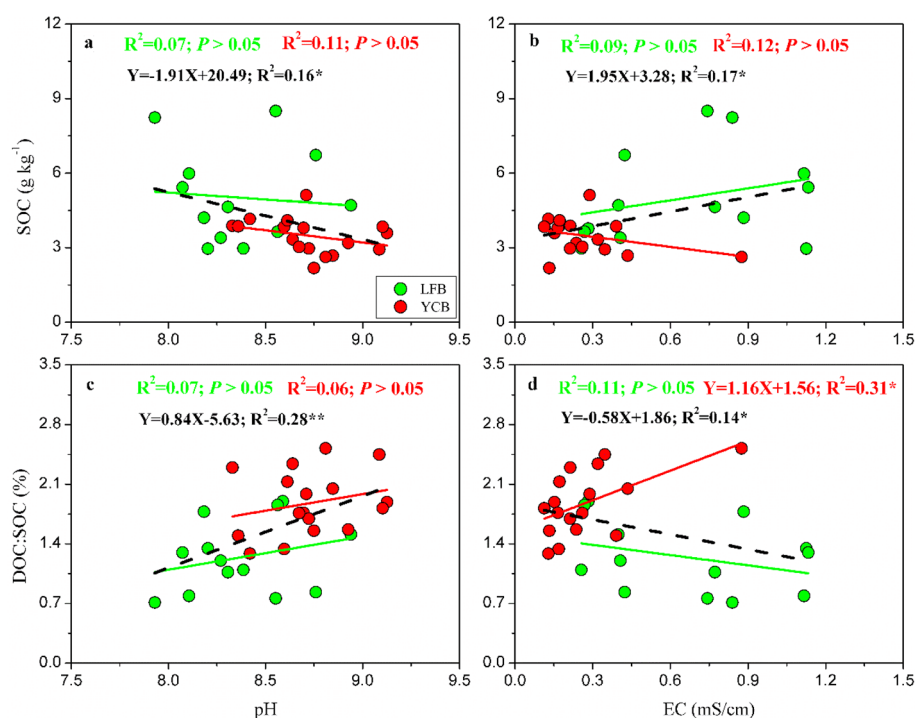 a
R²=0.07; P > 0.05 R²=0.11; P > 0.05
Y=-1.91X+20.49; R²=0.16*
b
R²=0.09; P > 0.05 R²=0.12; P > 0.05
Y=1.95X+3.28; R²=0.17*
SOC (g kg⁻¹)
15
12
9
6
3
0
LFB
YCB
7.5 8.0 8.5 9.0 9.5
0.0 0.3 0.6 0.9 1.2 1.5
c
R²=0.07; P > 0.05 R²=0.06; P > 0.05
Y=0.84X-5.63; R²=0.28**
d
R²=0.11; P > 0.05 Y=1.16X+1.56; R²=0.31*
Y=-0.58X+1.86; R²=0.14*
DOC:SOC (%)
3.5
2.8
2.1
1.4
0.7
0.0
7.5 8.0 8.5 9.0 9.5
0.0 0.3 0.6 0.9 1.2 1.5
pH
EC (mS/cm)